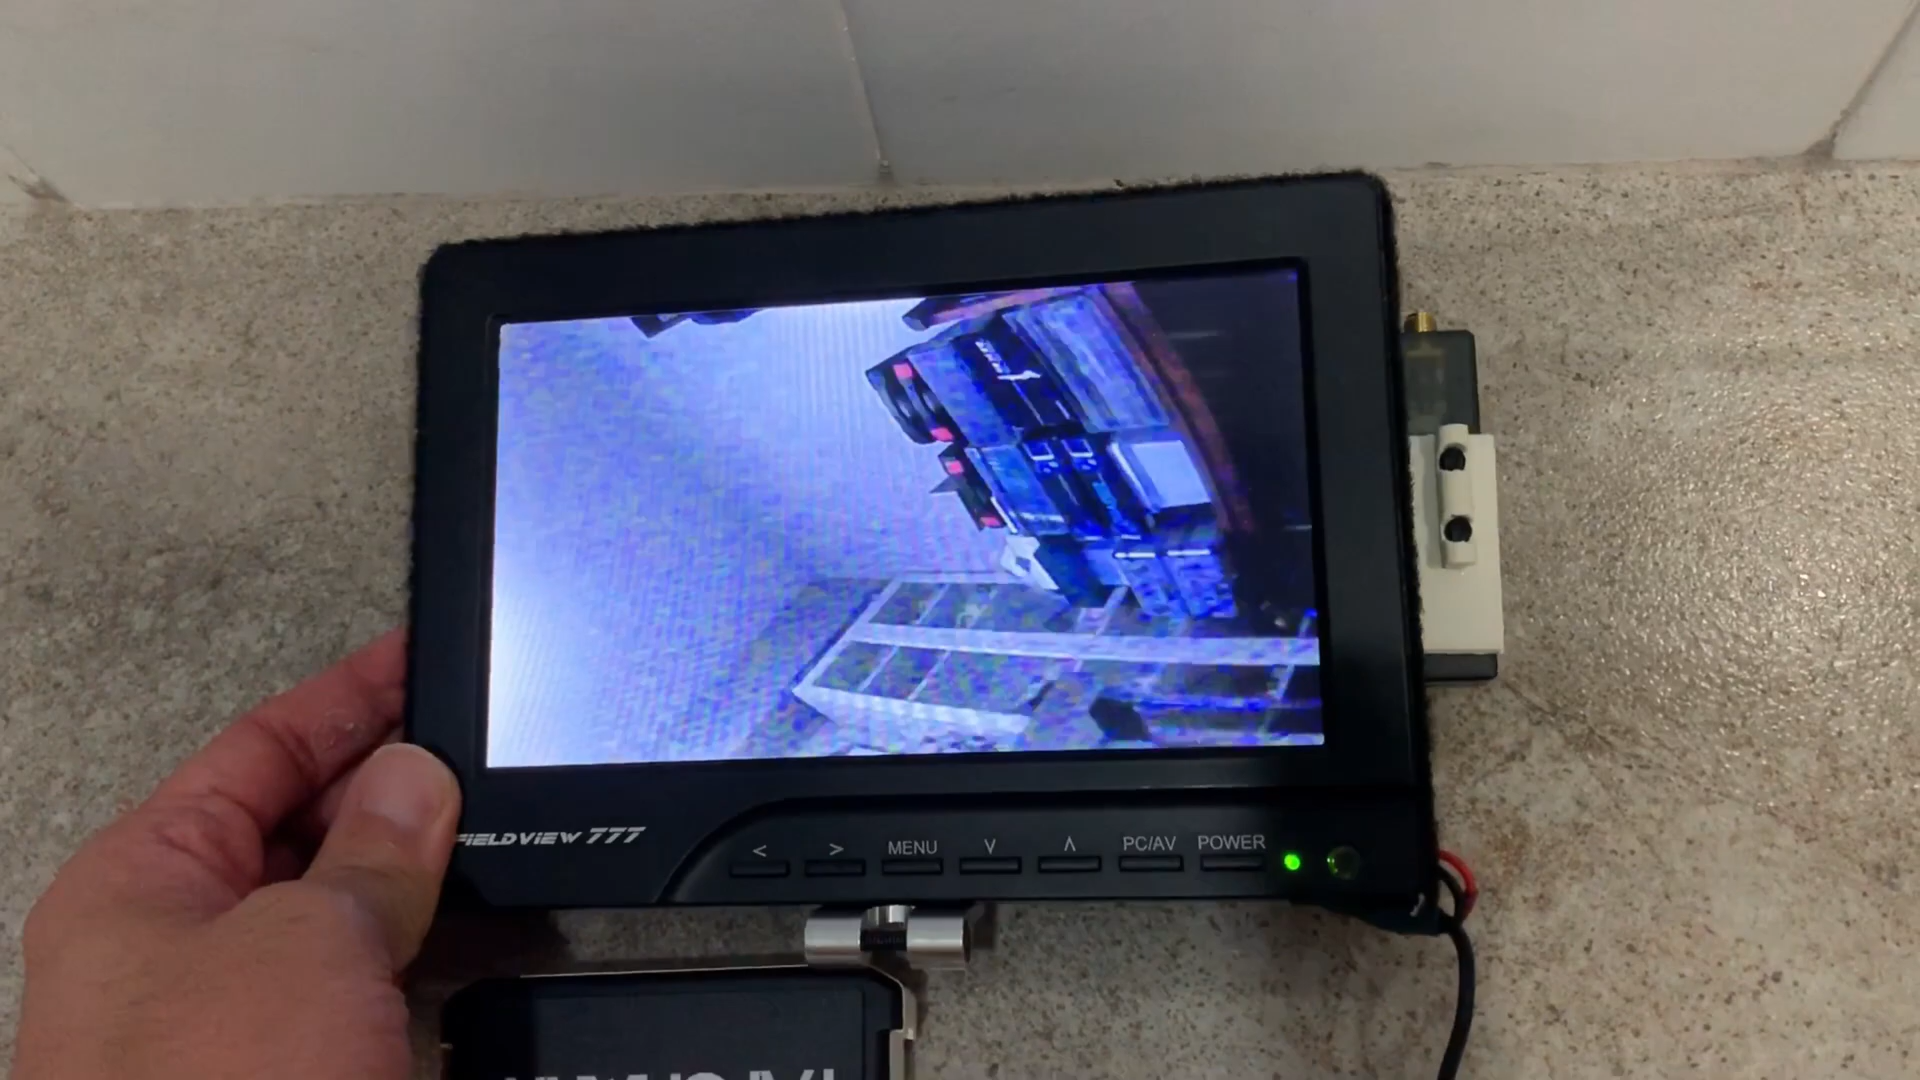 FIELDVIEW 777
< > MENU V Λ PC/AV POWER